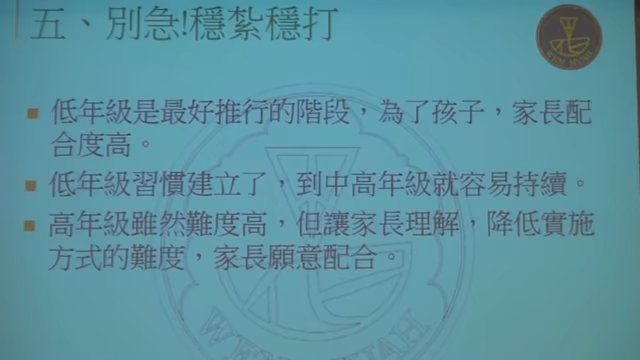 五、別急!穩紮穩打
低年級是最好推行的階段，為了孩子，家長配
合度高。
低年級習慣建立了，到中高年級就容易持續。
高年級雖然難度高，但讓家長理解，降低實施
方式的難度，家長願意配合。